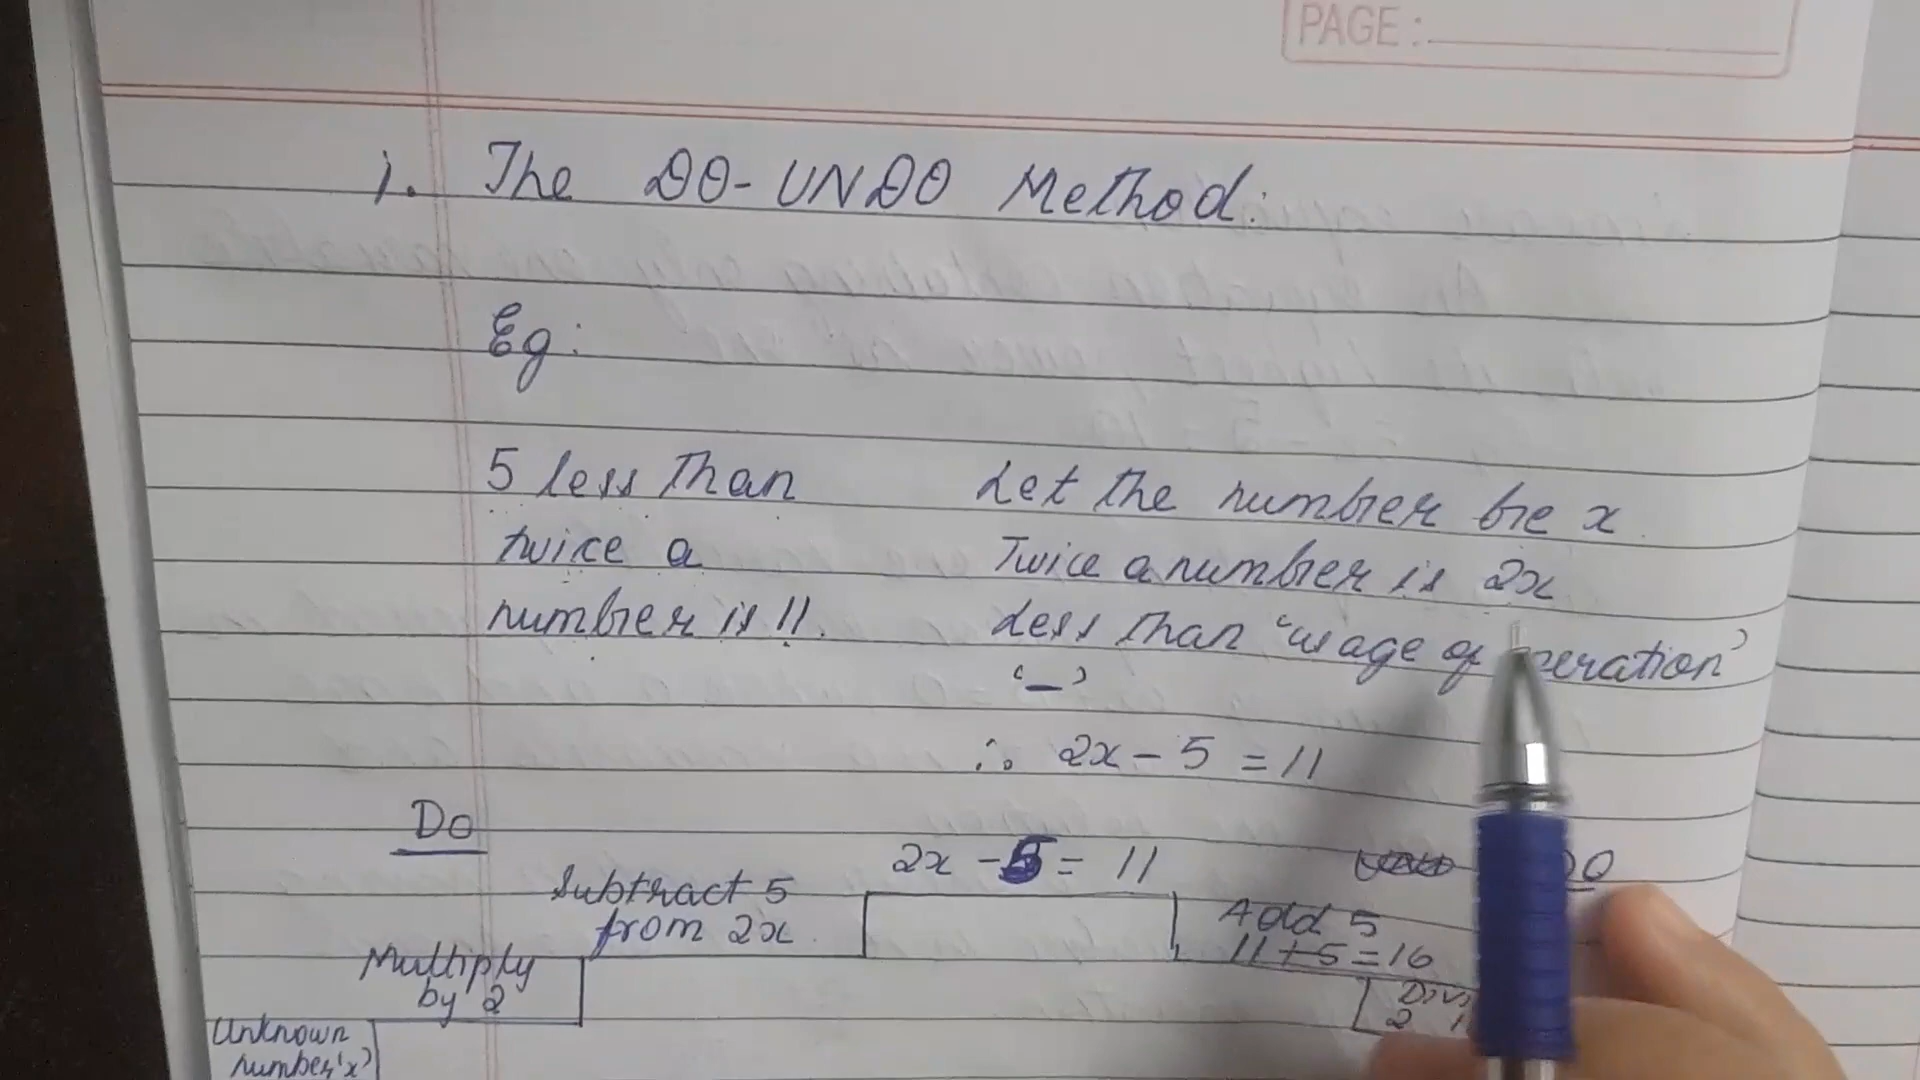 PAGE:
1. The DO-UNDO Method:
Eg:
5 less than
twice a
number is 11.
Let the number be x
Twice a number is 2x
Less than "usage of
'-'
∴ 2x - 5 = 11
Do
2x - 5 = 11
Subtract 5
from 2x
Multiply
by 2
Unknown
number 'x'
Add 5
11 + 5 = 16
2